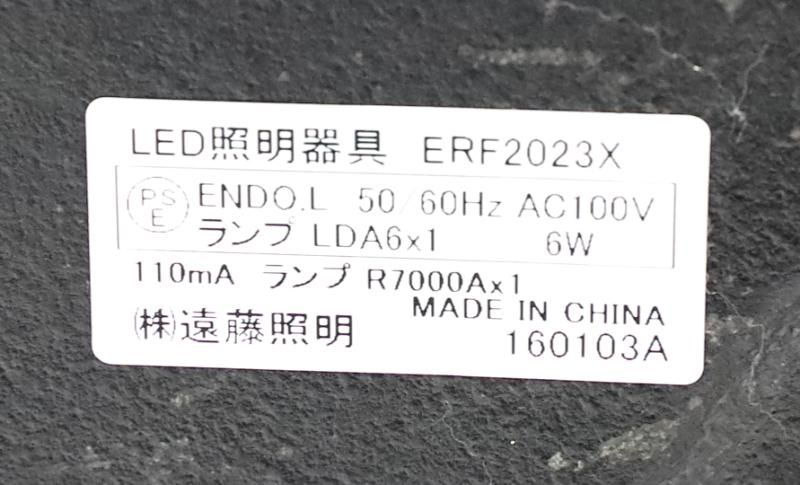 LED照明器具 ERF2023X
PS E ENDO.L 50/60Hz AC100V
ランプ LDA6x1 6W
110mA ランプ R7000Ax1
MADE IN CHINA
㈱遠藤照明 160103A